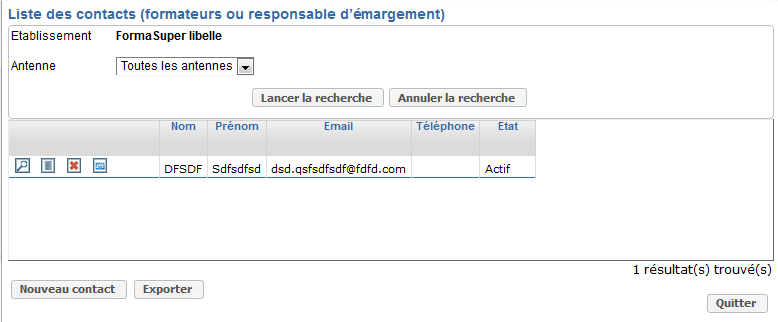 Liste des contacts (formateurs ou responsable d'émargement)
Etablissement FormaSuper libelle
Antenne Toutes les antennes
Lancer la recherche Annuler la recherche
Nom Prénom Email Téléphone Etat
DFSDF Sdfsdfsd dsd.qsfsdfsdf@fdfd.com Actif
1 résultat(s) trouvé(s)
Nouveau contact Exporter
Quitter